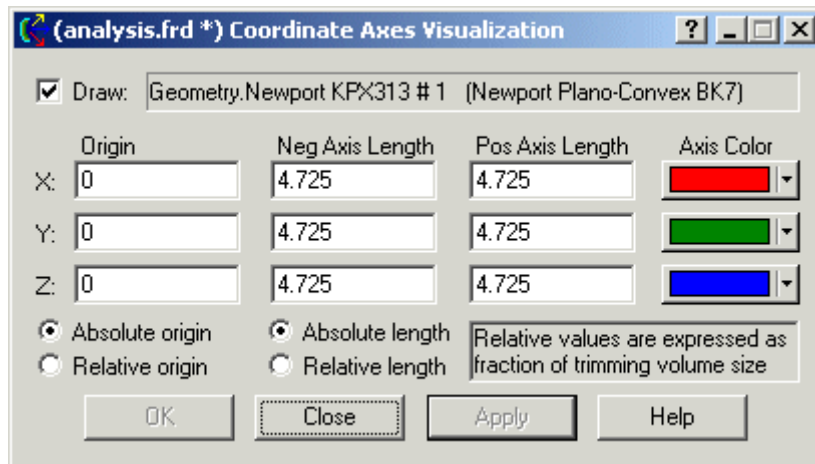 (analysis.frd *) Coordinate Axes Visualization
Draw: Geometry.Newport KPX313 # 1 (Newport Plano-Convex BK7)
Origin Neg Axis Length Pos Axis Length Axis Color
X: 0 4.725 4.725
Y: 0 4.725 4.725
Z: 0 4.725 4.725
Absolute origin Absolute length Relative values are expressed as
Relative origin Relative length fraction of trimming volume size
OK Close Apply Help